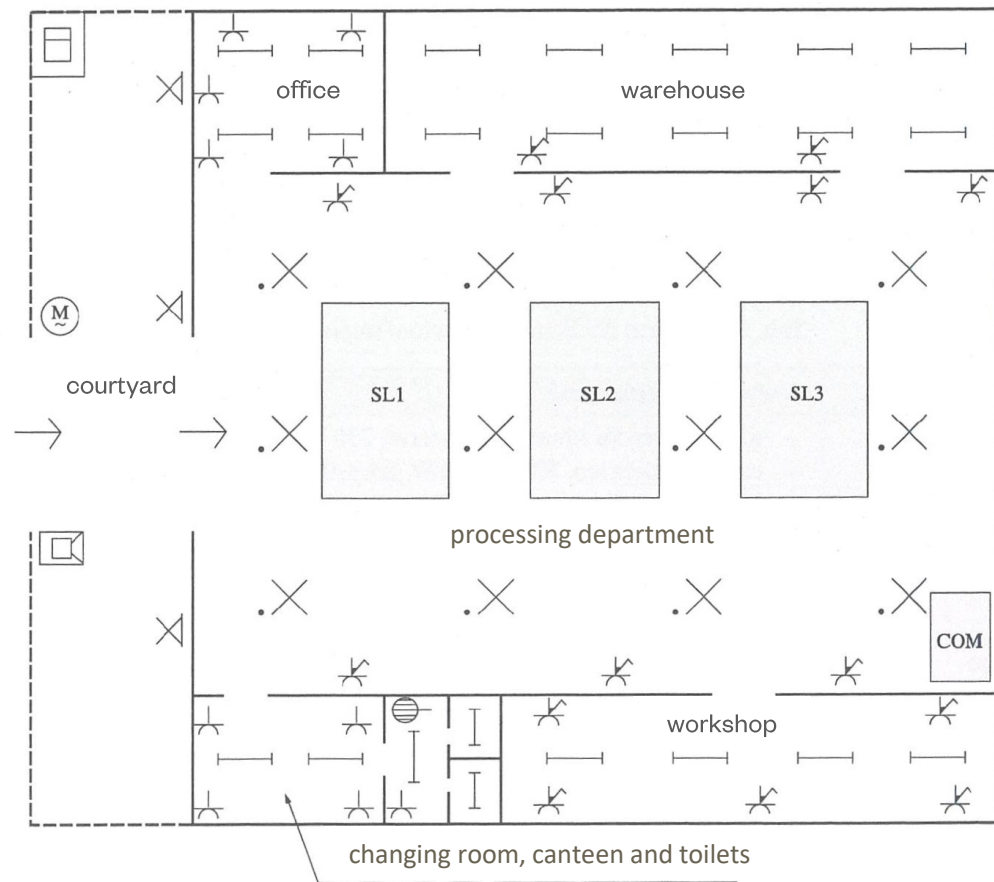 office
warehouse
M
~
courtyard
SL1
SL2
SL3
processing department
COM
workshop
changing room, canteen and toilets